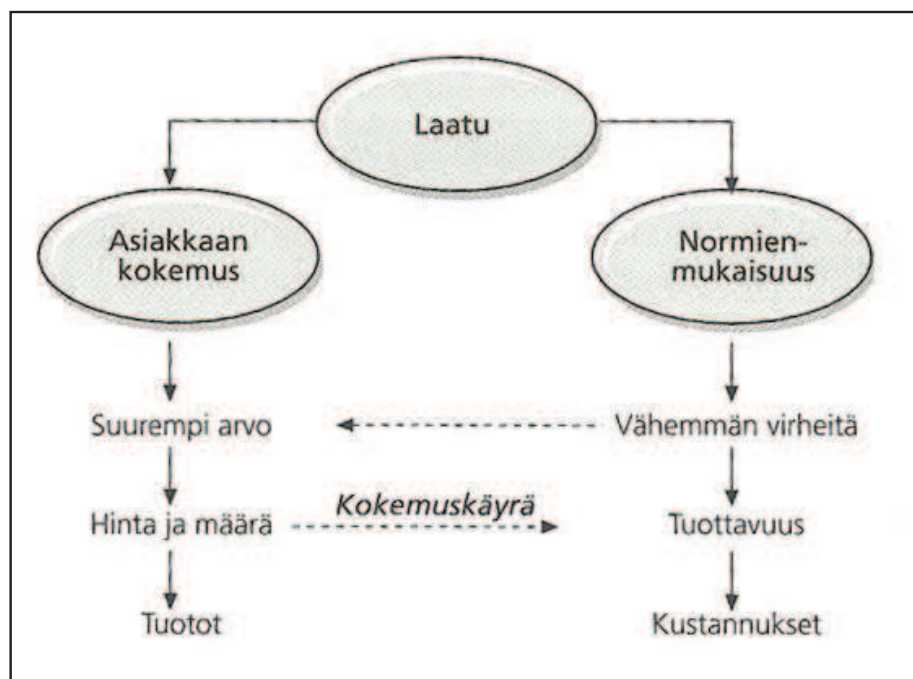 Laatu
Asiakkaan
kokemus
Normien-
mukaisuus
Suurempi arvo
Vähemmän virheitä
Hinta ja määrä
Kokemuskäyrä
Tuottavuus
Tuotot
Kustannukset